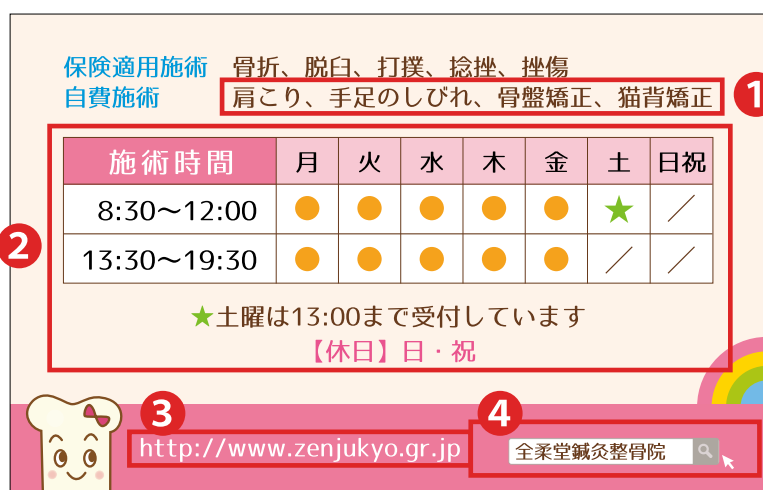 保険適用施術 骨折、脱臼、打撲、捻挫、挫傷
自費施術 肩こり、手足のしびれ、骨盤矯正、猫背矯正
1
施術時間 月 火 水 木 金 土 日祝
8:30〜12:00 ● ● ● ● ● ★ ／
2
13:30〜19:30 ● ● ● ● ● ／ ／
★土曜は13:00まで受付しています
【休日】日・祝
3 4
http://www.zenjukyo.gr.jp 全柔堂鍼灸整骨院